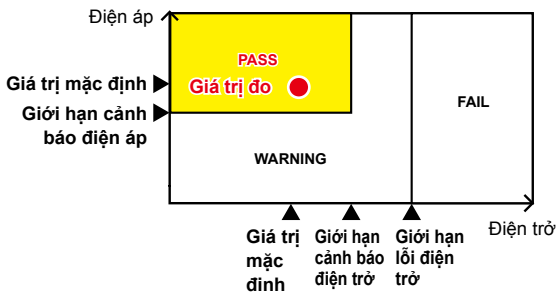 Điện áp
PASS
Giá trị mặc định
Giá trị đo
Giới hạn cảnh
báo điện áp
FAIL
WARNING
Điện trở
Giá trị
mặc
định
Giới hạn
cảnh báo
điện trở
Giới hạn
lỗi điện
trở